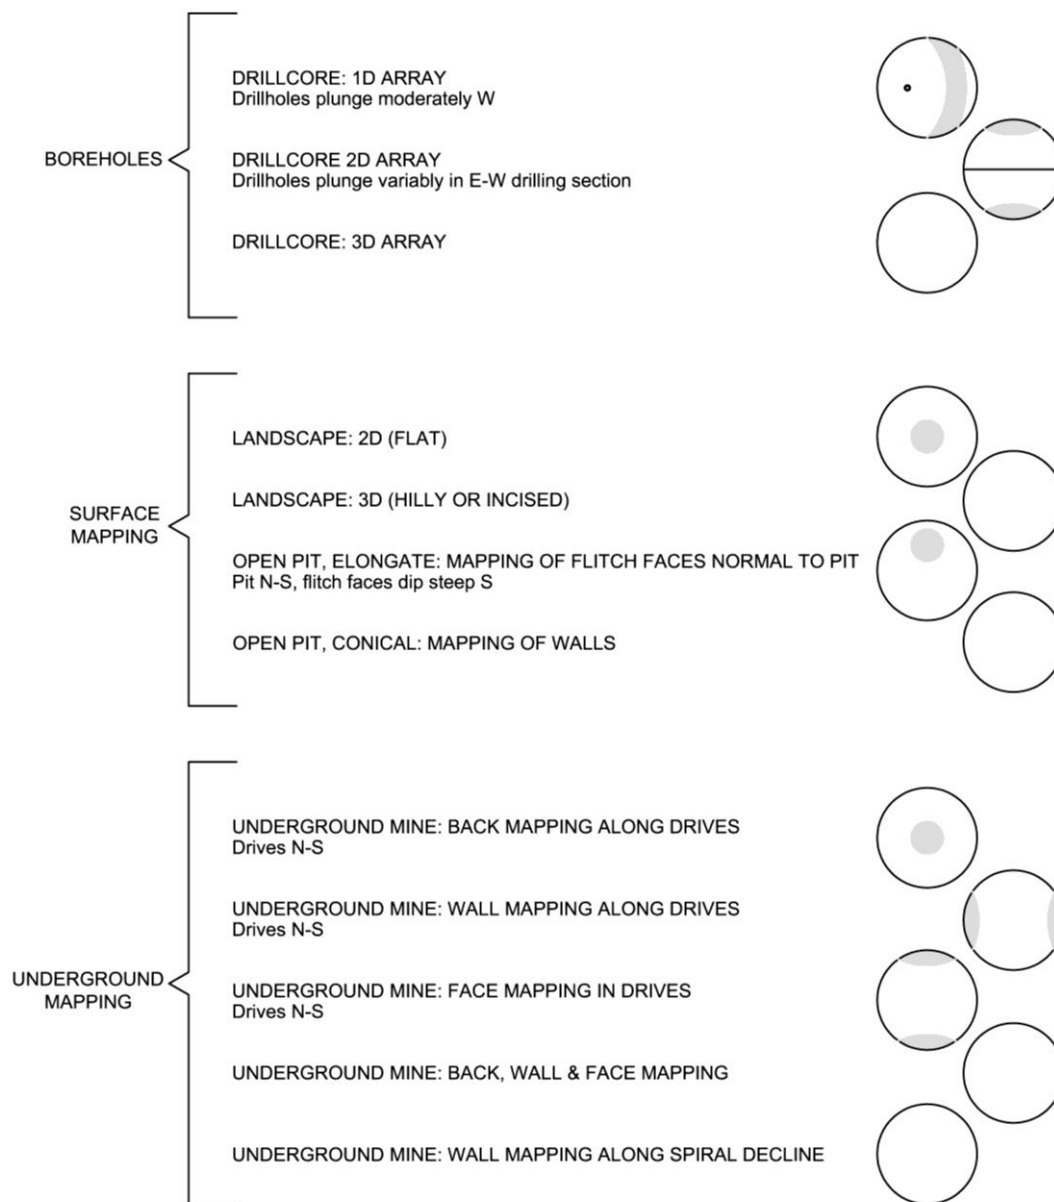 BOREHOLES
DRILLCORE: 1D ARRAY
Drillholes plunge moderately W
DRILLCORE 2D ARRAY
Drillholes plunge variably in E-W drilling section
DRILLCORE: 3D ARRAY
SURFACE
MAPPING
LANDSCAPE: 2D (FLAT)
LANDSCAPE: 3D (HILLY OR INCISED)
OPEN PIT, ELONGATE: MAPPING OF FLITCH FACES NORMAL TO PIT
Pit N-S, flitch faces dip steep S
OPEN PIT, CONICAL: MAPPING OF WALLS
UNDERGROUND
MAPPING
UNDERGROUND MINE: BACK MAPPING ALONG DRIVES
Drives N-S
UNDERGROUND MINE: WALL MAPPING ALONG DRIVES
Drives N-S
UNDERGROUND MINE: FACE MAPPING IN DRIVES
Drives N-S
UNDERGROUND MINE: BACK, WALL & FACE MAPPING
UNDERGROUND MINE: WALL MAPPING ALONG SPIRAL DECLINE